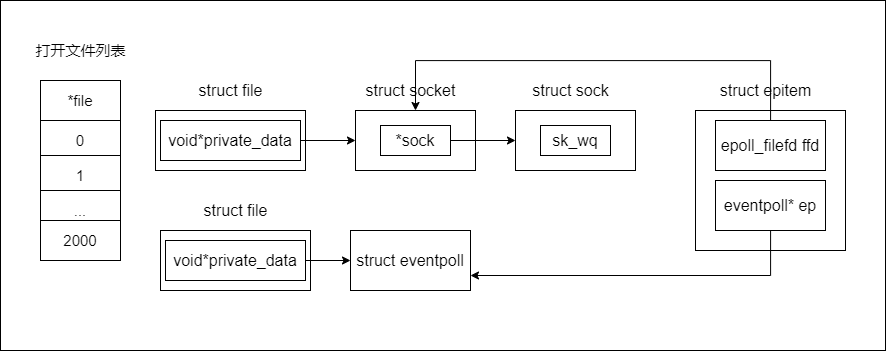 打开文件列表
*file
0
1
...
2000
struct file
void*private_data
struct socket
*sock
struct sock
sk_wq
struct epitem
epoll_filefd ffd
eventpoll* ep
struct file
void*private_data
struct eventpoll